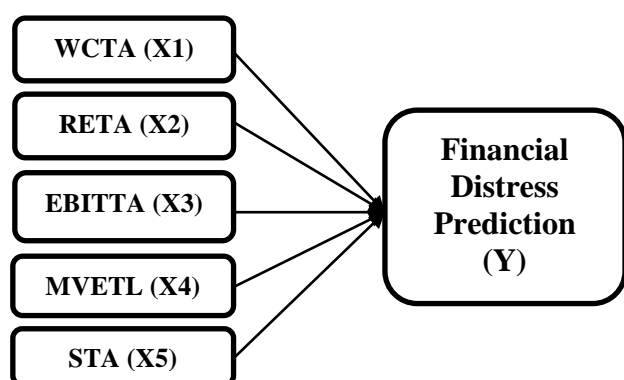 WCTA (X1)
RETA (X2)
EBITTA (X3)
MVETL (X4)
STA (X5)
Financial
Distress
Prediction
(Y)